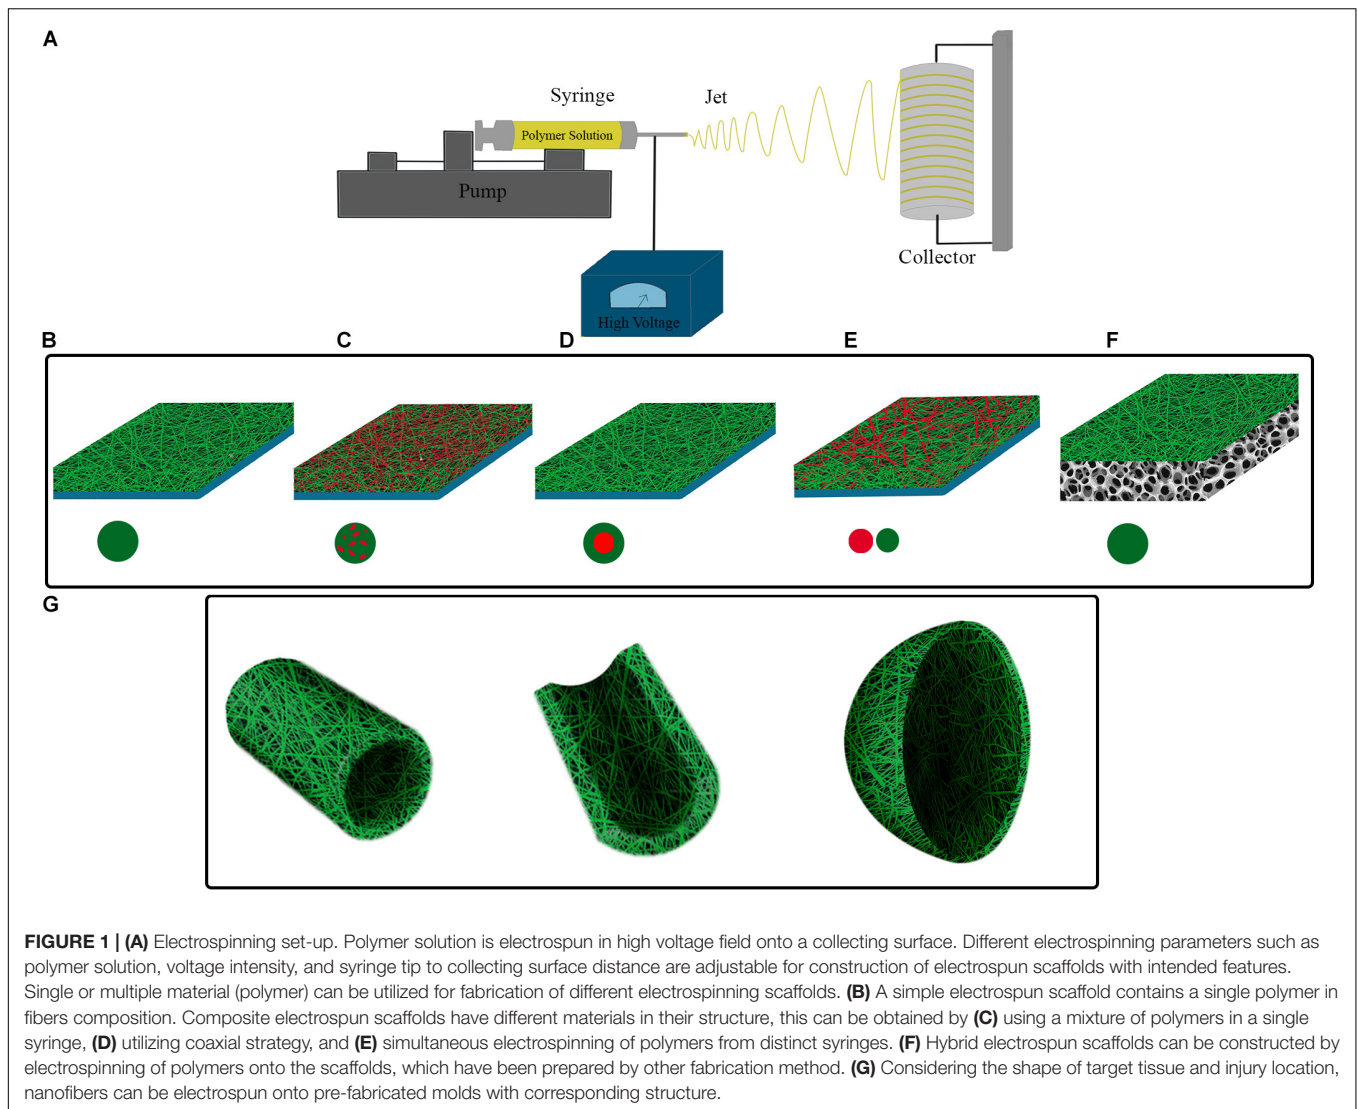 A
Syringe
Jet
Polymer Solution
Pump
Collector
High Voltage
B
C
D
E
F
G
FIGURE 1 | (A) Electrospinning set-up. Polymer solution is electrospun in high voltage field onto a collecting surface. Different electrospinning parameters such as
polymer solution, voltage intensity, and syringe tip to collecting surface distance are adjustable for construction of electrospun scaffolds with intended features.
Single or multiple material (polymer) can be utilized for fabrication of different electrospinning scaffolds. (B) A simple electrospun scaffold contains a single polymer in
fibers composition. Composite electrospun scaffolds have different materials in their structure, this can be obtained by (C) using a mixture of polymers in a single
syringe, (D) utilizing coaxial strategy, and (E) simultaneous electrospinning of polymers from distinct syringes. (F) Hybrid electrospun scaffolds can be constructed by
electrospinning of polymers onto the scaffolds, which have been prepared by other fabrication method. (G) Considering the shape of target tissue and injury location,
nanofibers can be electrospun onto pre-fabricated molds with corresponding structure.